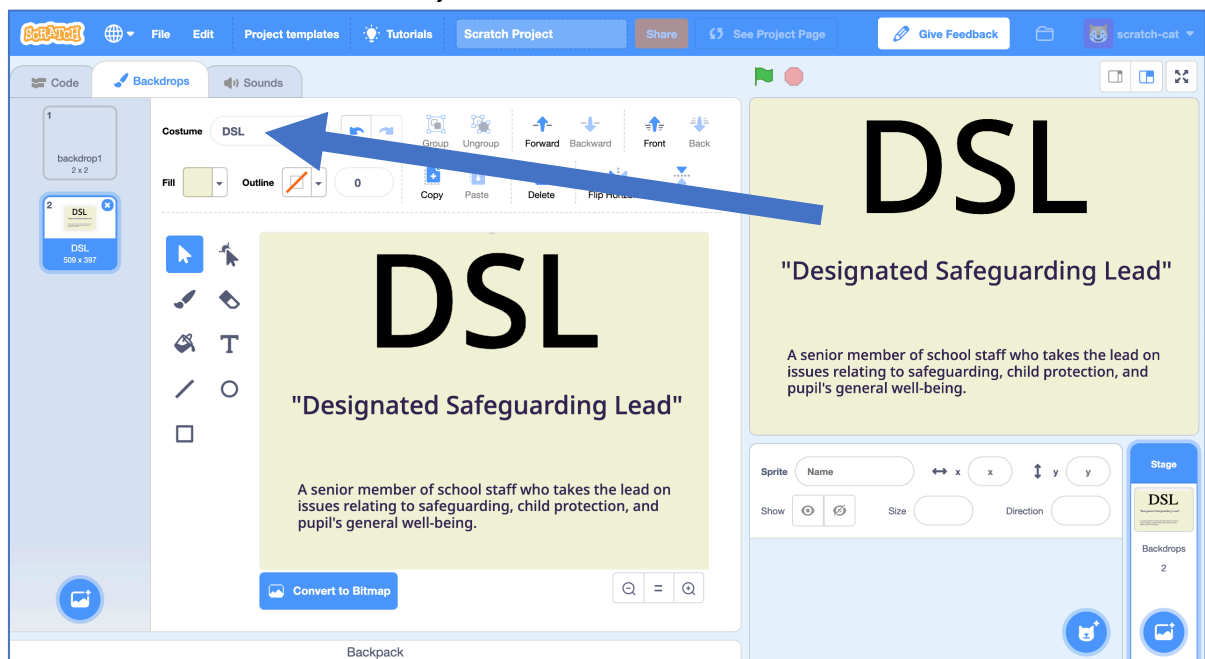 SCRATCH File Edit Project templates Tutorials Scratch Project Share See Project Page Give Feedback scratch-cat
Code Backdrops Sounds
1
backdrop1
2 x 2
2
DSL
DSL
509 x 397
Costume DSL
Group Ungroup Forward Backward Front Back
Fill Outline 0
Copy Paste Delete
T
DSL
"Designated Safeguarding Lead"
A senior member of school staff who takes the lead on
issues relating to safeguarding, child protection, and
pupil's general well-being.
Convert to Bitmap
=
Backpack
DSL
"Designated Safeguarding Lead"
A senior member of school staff who takes the lead on
issues relating to safeguarding, child protection, and
pupil's general well-being.
Sprite Name x x y y
Show Size Direction
Stage
DSL
Backdrops
2